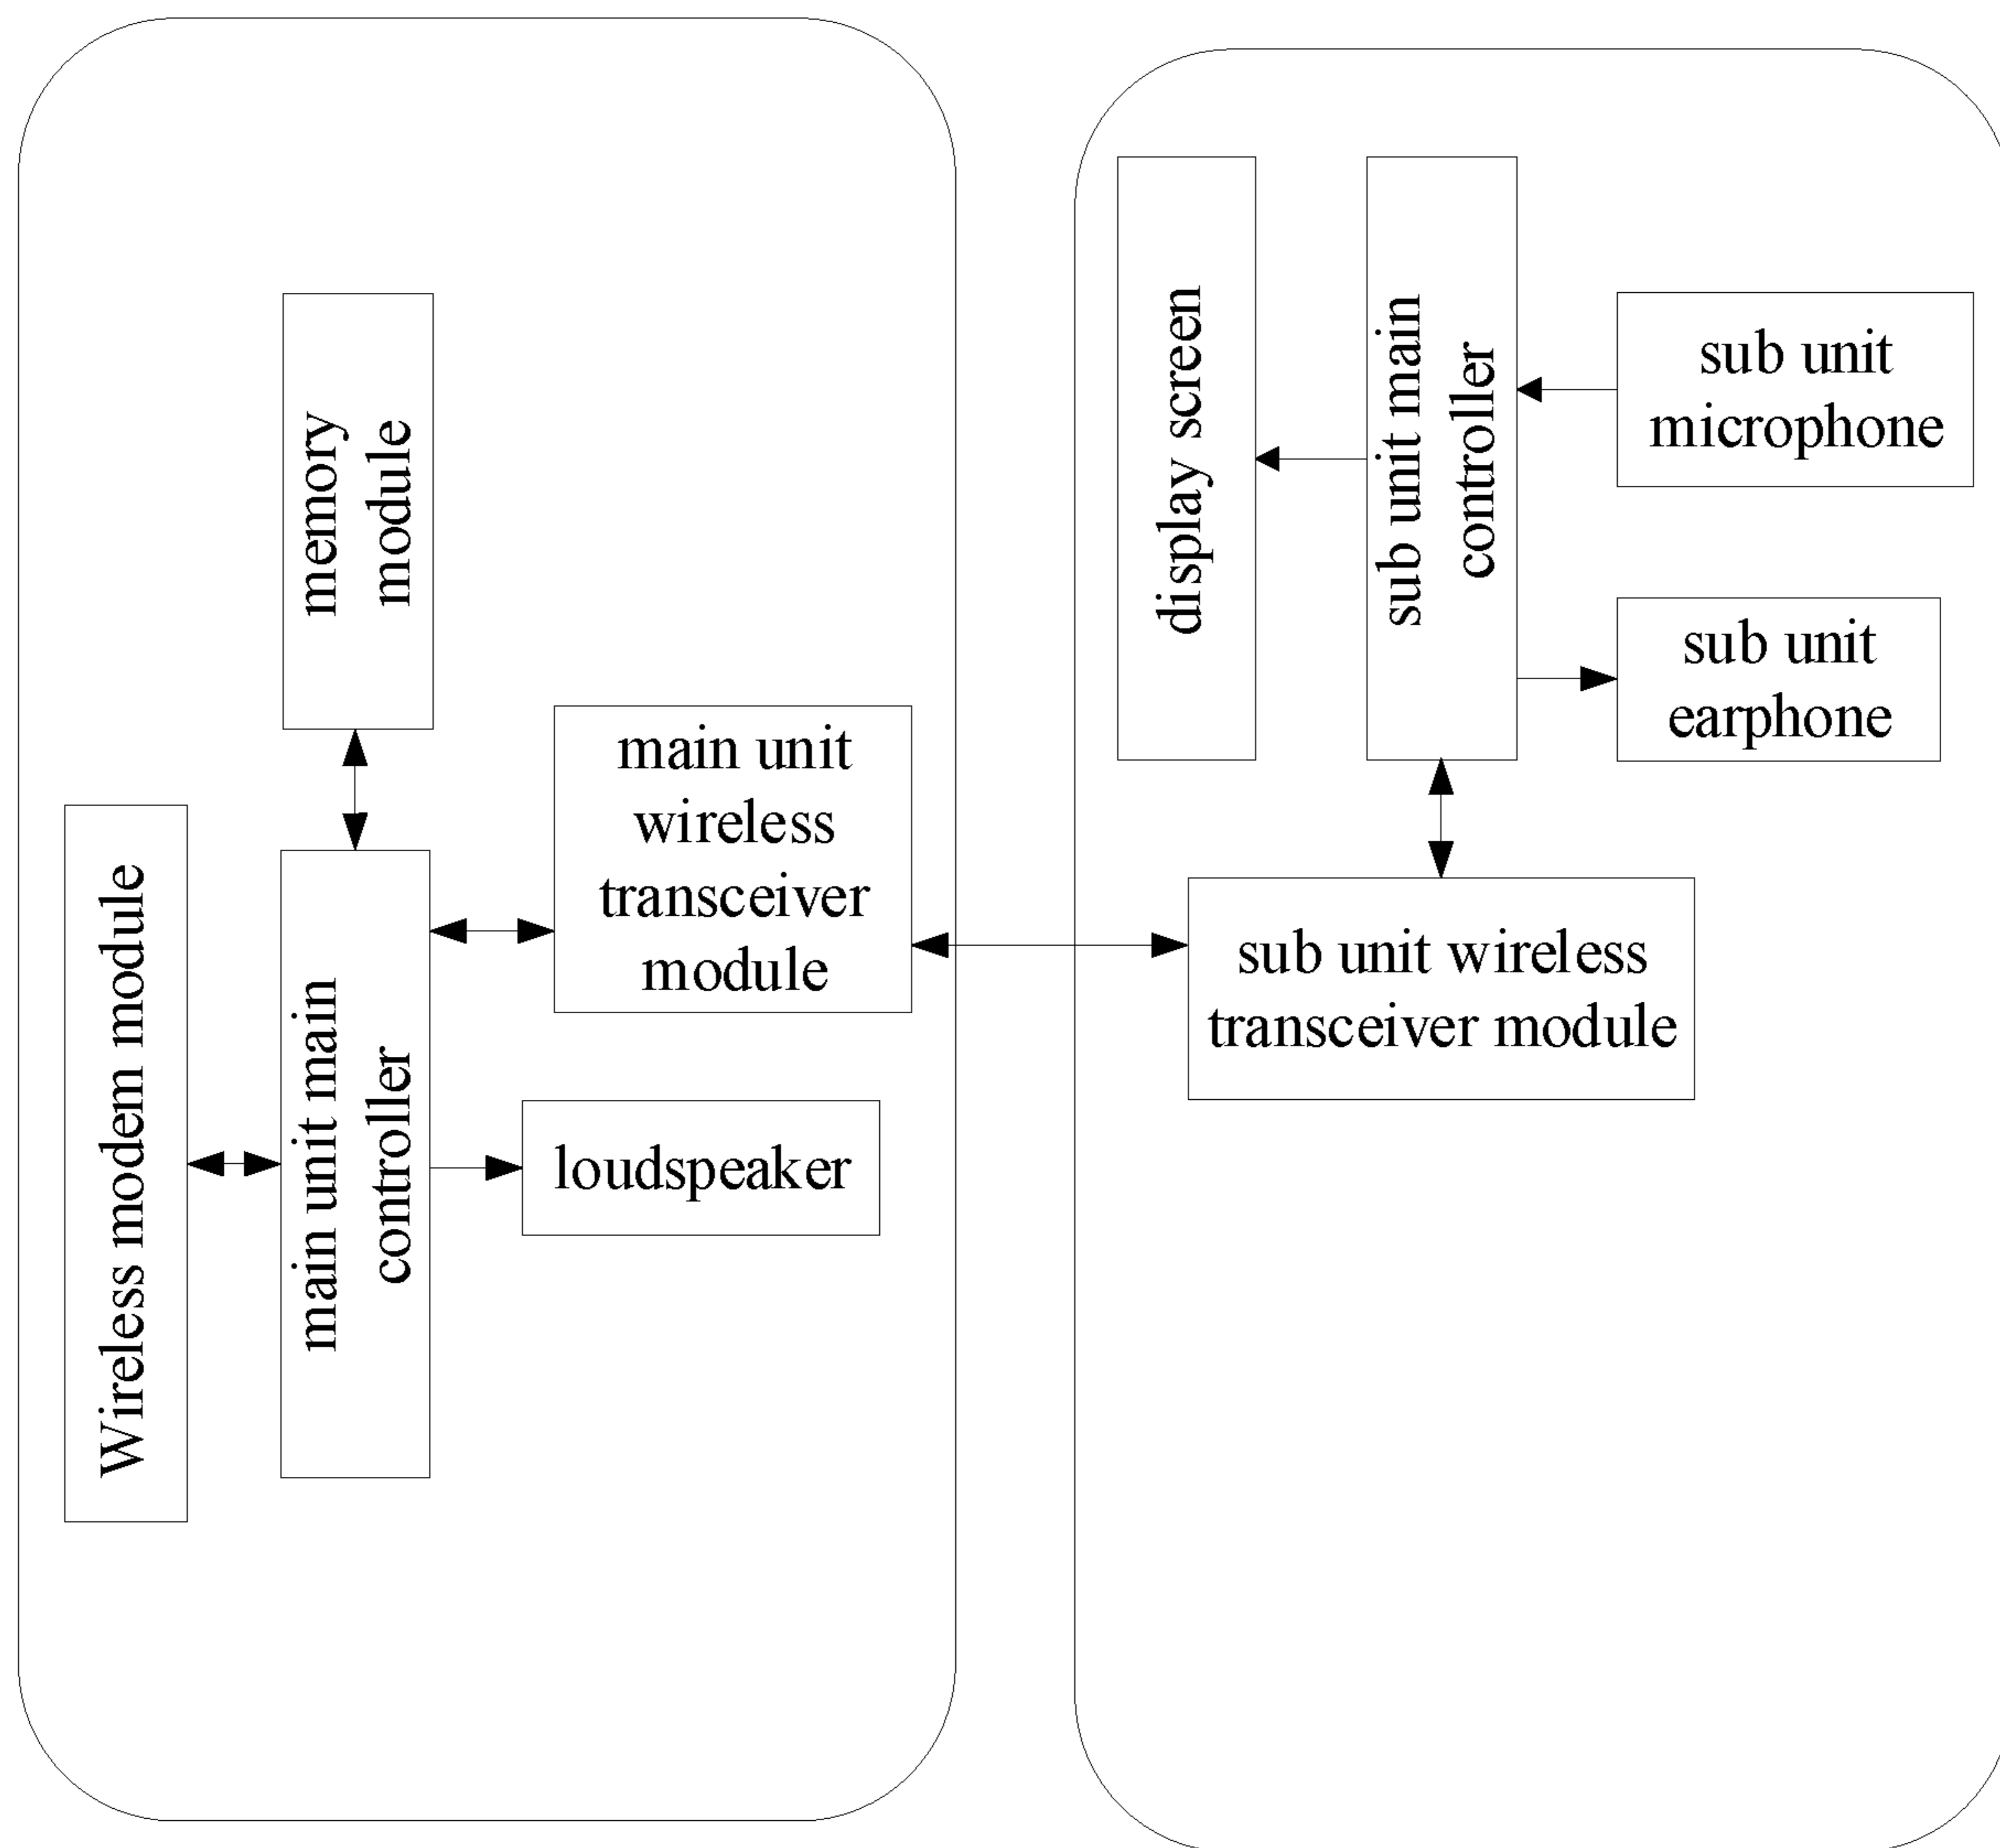 memory
module
Wireless modem module
main unit main
controller
main unit
wireless
transceiver
module
loudspeaker
display screen
sub unit main
controller
sub unit
microphone
sub unit
earphone
sub unit wireless
transceiver module